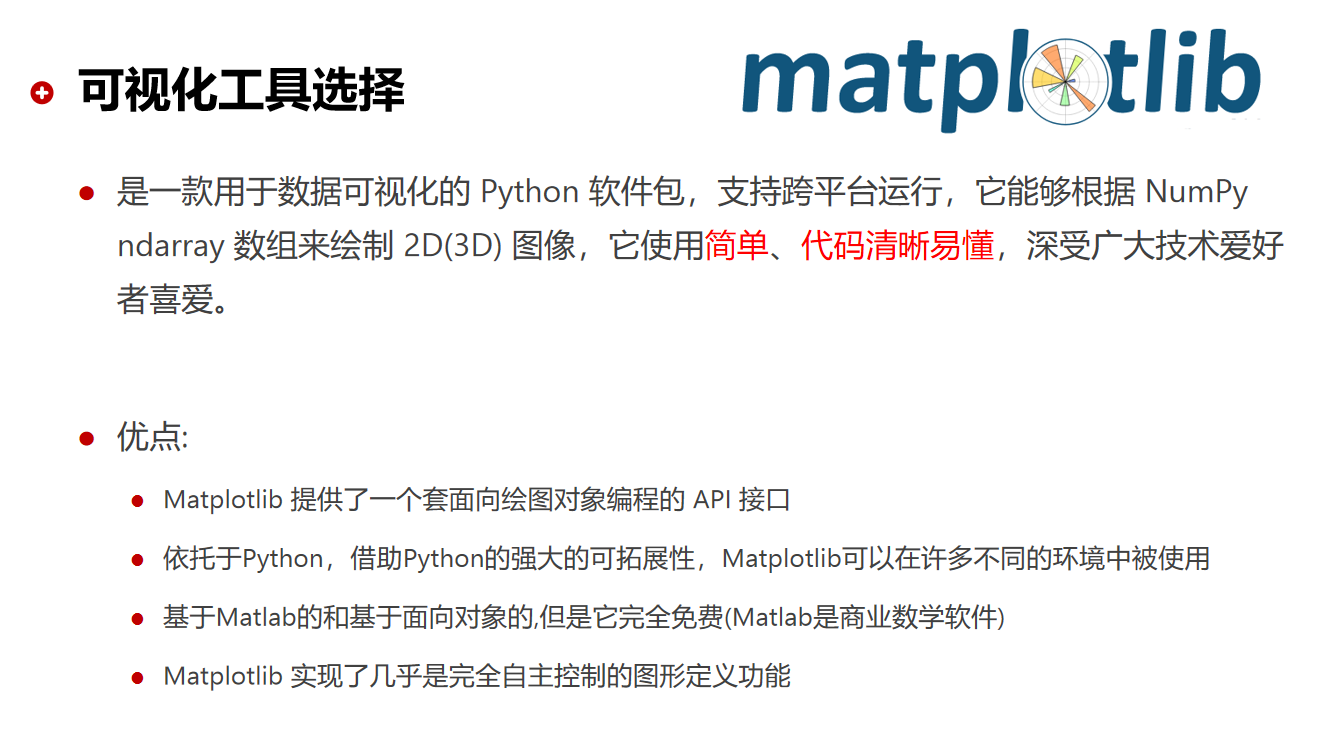 可视化工具选择
matplotlib
是一款用于数据可视化的 Python 软件包，支持跨平台运行，它能够根据 NumPy
ndarray 数组来绘制 2D(3D) 图像，它使用简单、代码清晰易懂，深受广大技术爱好
者喜爱。
优点:
Matplotlib 提供了一个套面向绘图对象编程的 API 接口
依托于Python，借助Python的强大的可拓展性，Matplotlib可以在许多不同的环境中被使用
基于Matlab的和基于面向对象的,但是它完全免费(Matlab是商业数学软件)
Matplotlib 实现了几乎是完全自主控制的图形定义功能